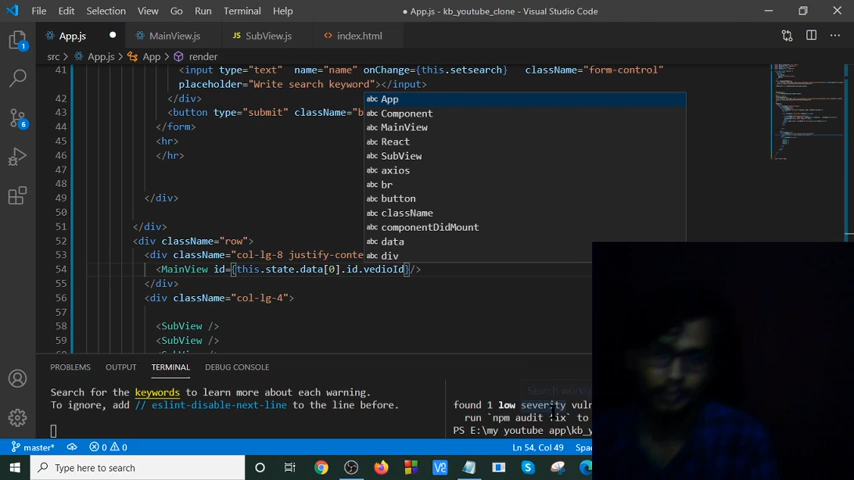 File Edit Selection View Go Run Terminal Help ● App.js - kb_youtube_clone - Visual Studio Code
App.js ● MainView.js SubView.js index.html
src > App.js > App > render
41 <input type="text" name="name" onChange={this.setsearch} className="form-control"
placeholder="Write search keyword"></input>
42 </div>
43 <button type="submit" className="b
44 </form>
45 <hr>
46 </hr>
47
48
49 </div>
50
51 </div>
52 <div className="row">
53 <div className="col-lg-8 justify-conte
54 <MainView id={this.state.data[0].id.vedioId}/>
55 </div>
56 <div className="col-lg-4">
57
58 <SubView />
59 <SubView />
abc App
abc Component
abc MainView
abc React
abc SubView
abc axios
abc br
abc button
abc className
abc componentDidMount
abc data
abc div
PROBLEMS OUTPUT TERMINAL DEBUG CONSOLE
Search for the keywords to learn more about each warning.
To ignore, add // eslint-disable-next-line to the line before.
found 1 low severity vuln
run `npm audit fix` to
PS E:\my youtube app\kb_y
master* 0 0 Ln 54, Col 49 Spac
Type here to search